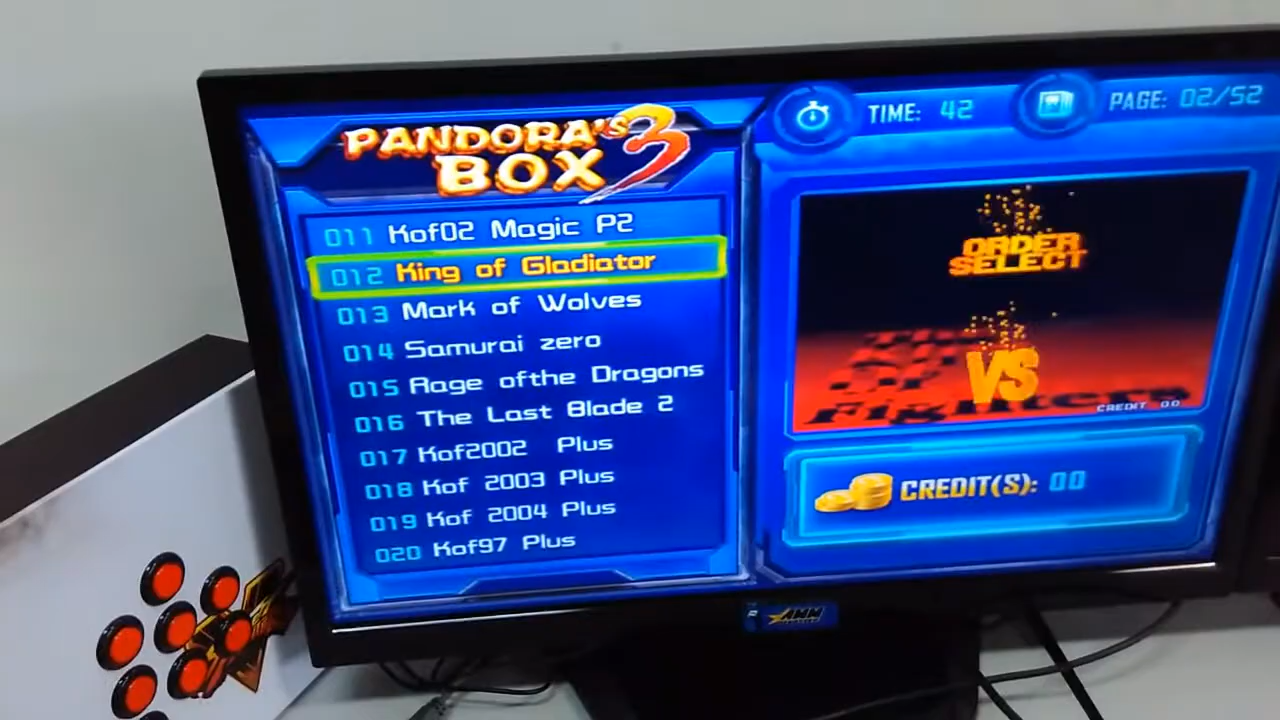 PANDORA'S 3
BOX
011 Kof02 Magic P2
012 King of Gladiator
013 Mark of Wolves
014 Samurai zero
015 Rage ofthe Dragons
016 The Last Blade 2
017 Kof2002 Plus
018 Kof 2003 Plus
019 Kof 2004 Plus
020 Kof97 Plus
TIME: 42
PAGE: 02/52
ORDER
SELECT
VS
Fighters
CREDIT 00
CREDIT(S): 00